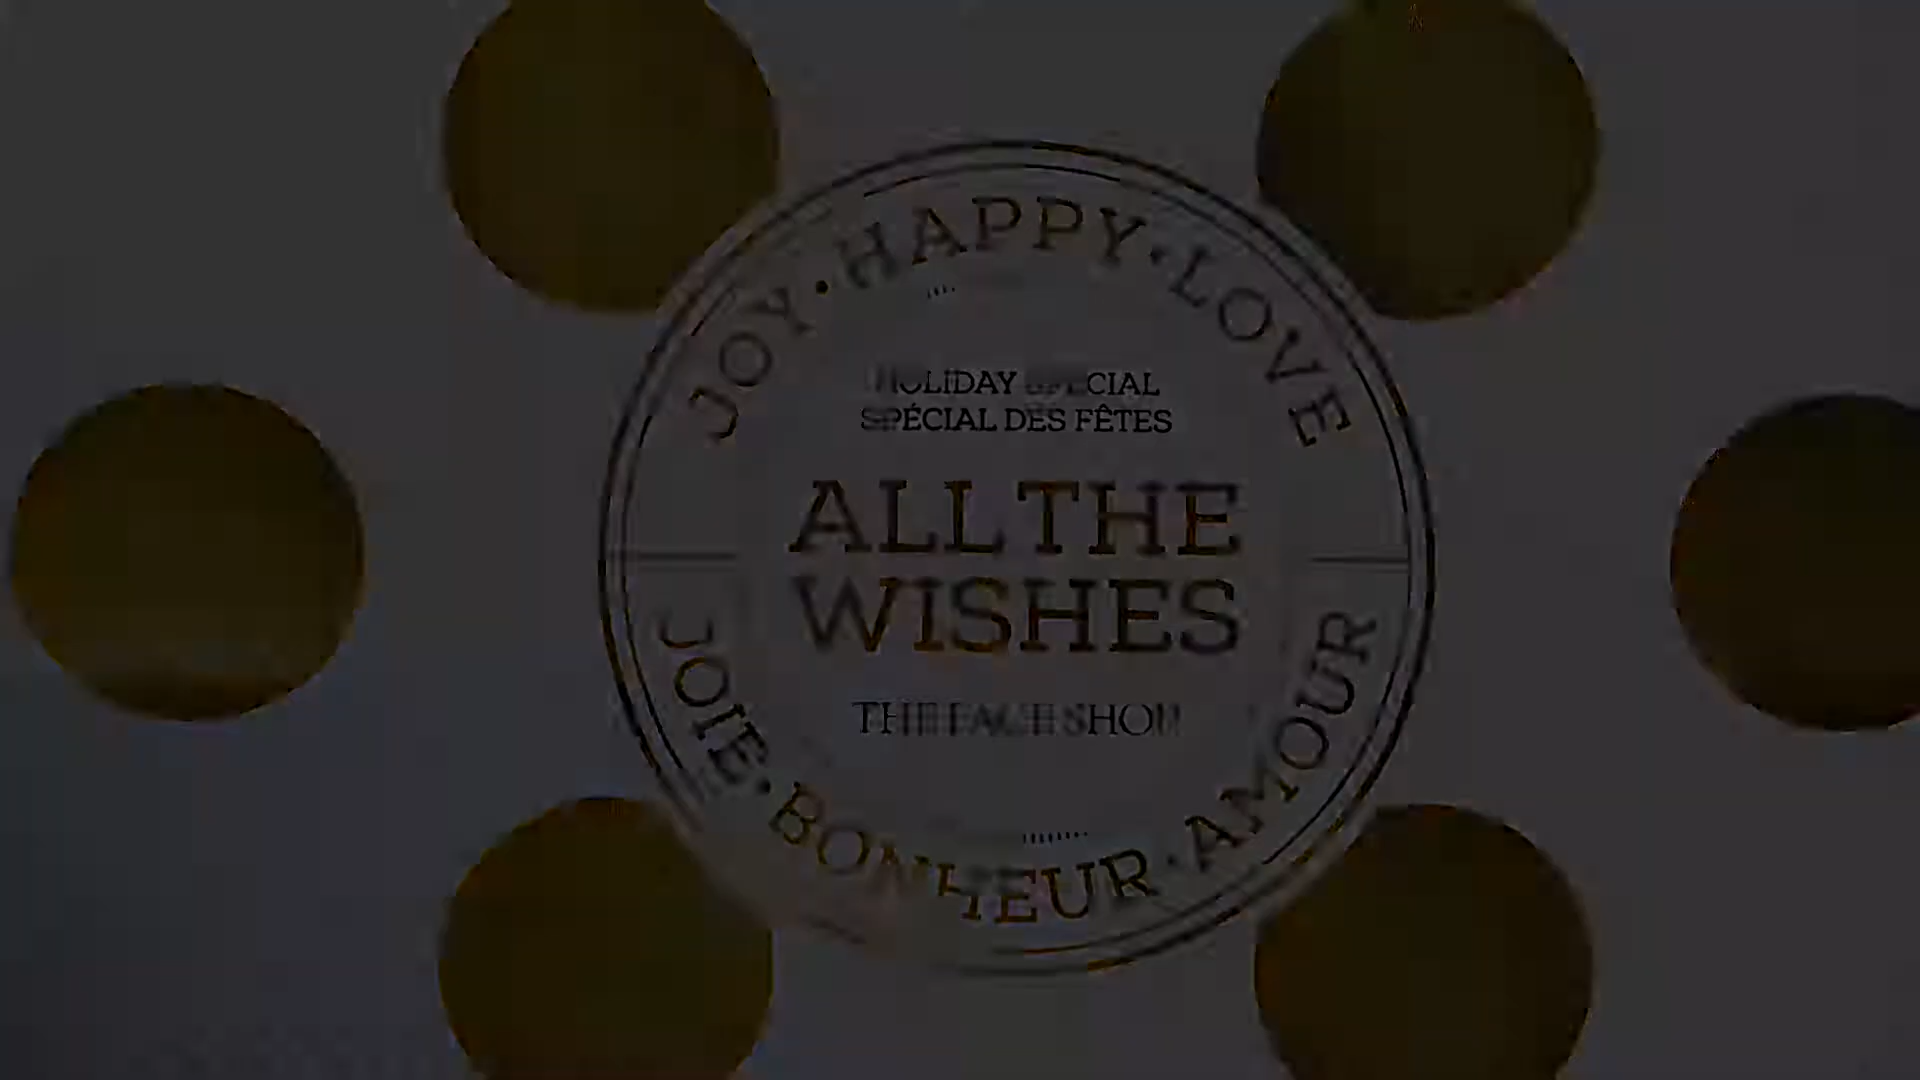 JOY·HAPPY·LOVE
HOLIDAY SPECIAL
SPÉCIAL DES FÊTES
ALL THE
WISHES
THE FACE SHOP
JOIE·BONHEUR·AMOUR